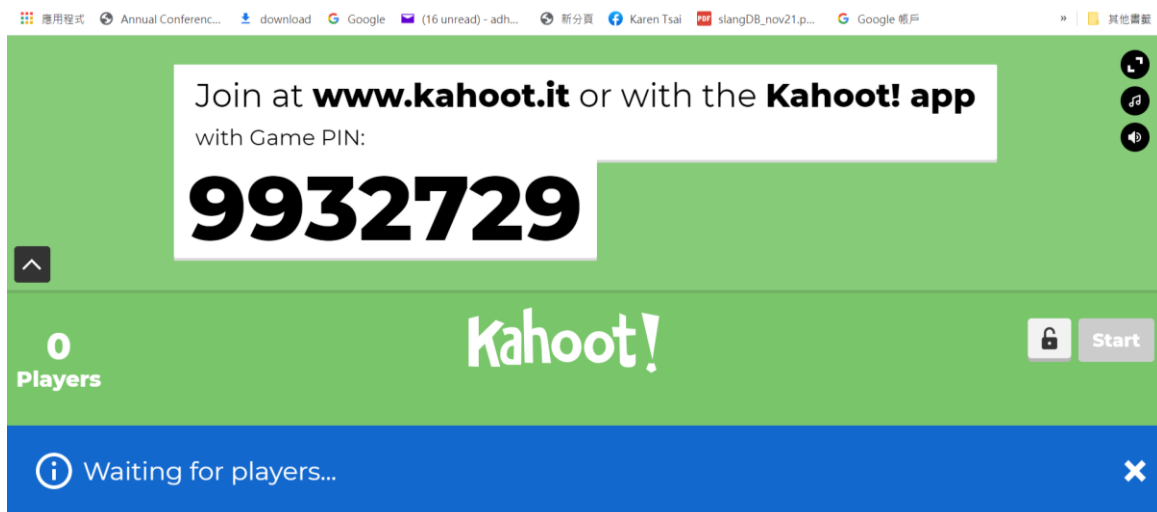 應用程式 Annual Conferenc... download Google (16 unread) - adh... 新分頁 Karen Tsai PDF slangDB_nov21.p... Google 帳戶 » 其他書籤
Join at www.kahoot.it or with the Kahoot! app
with Game PIN:
9932729
Kahoot!
0
Players
Start
Waiting for players...